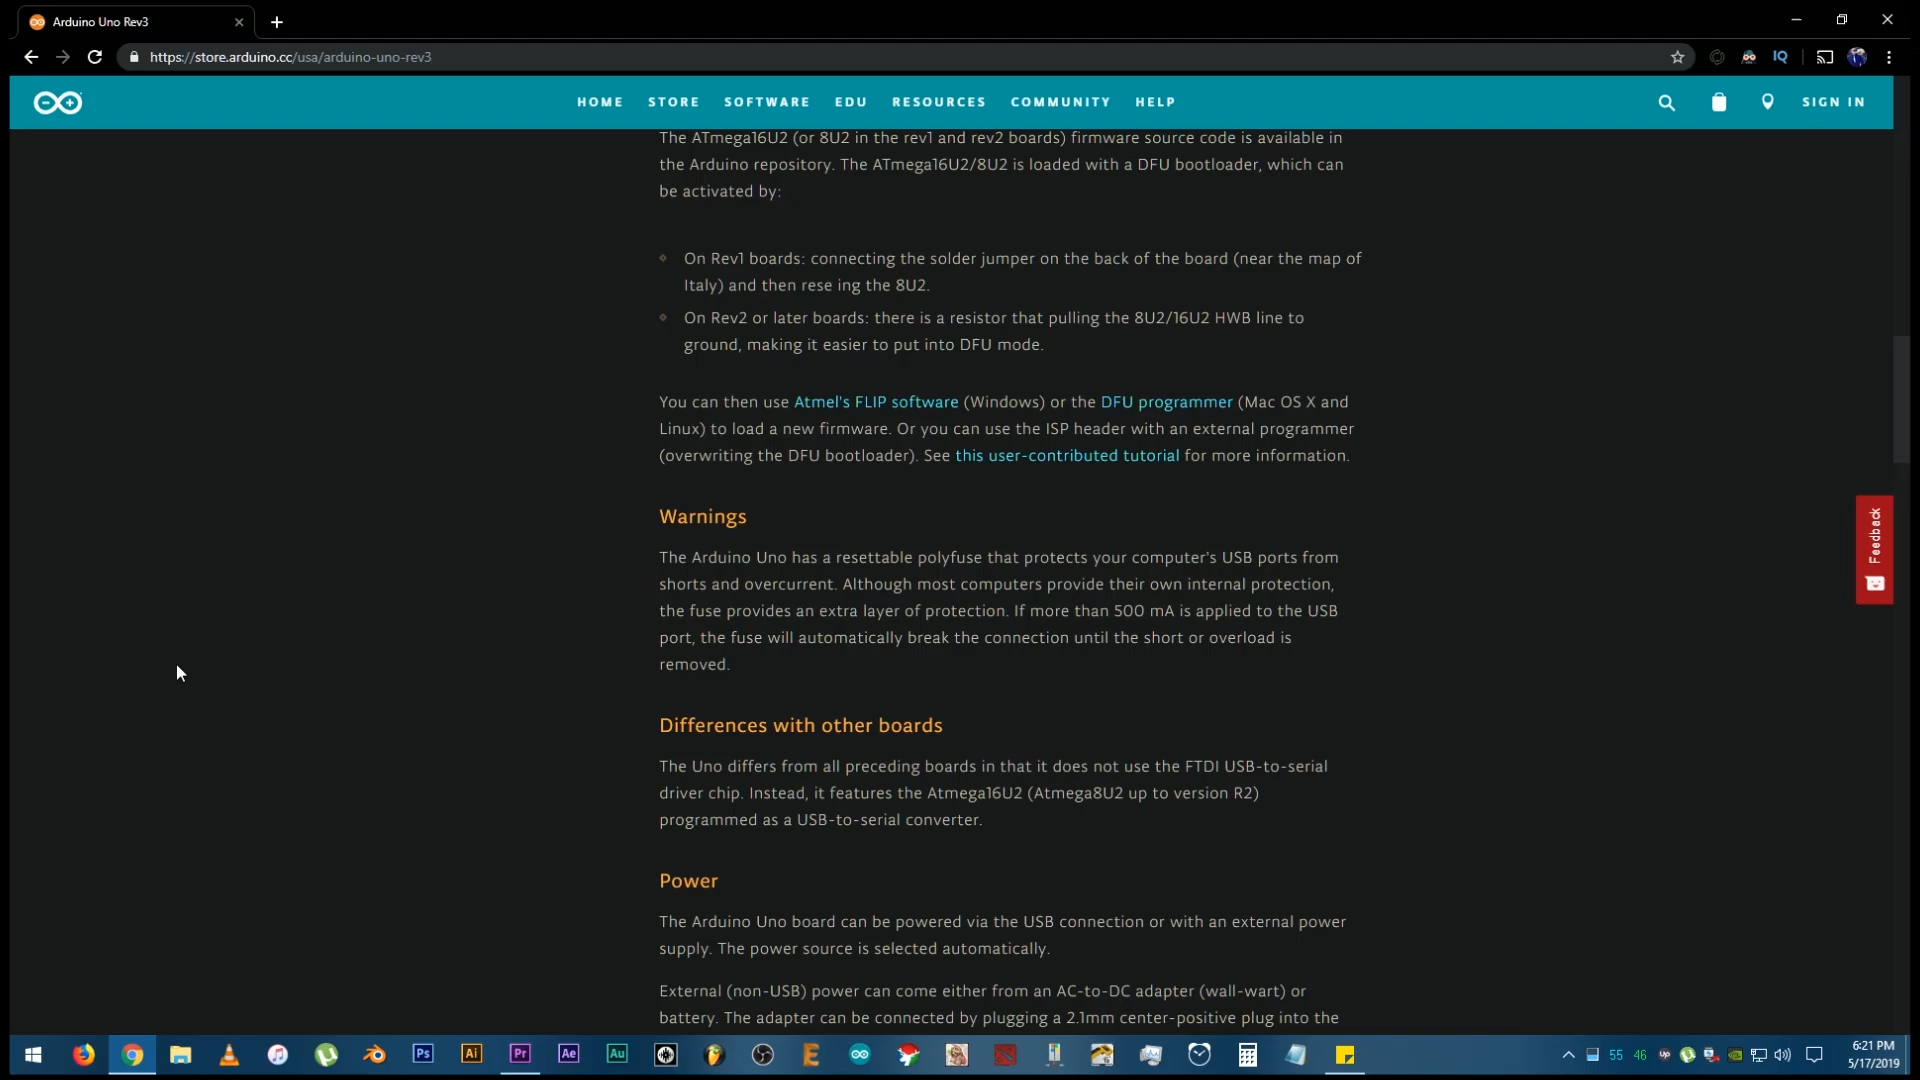 Arduino Uno Rev3
https://store.arduino.cc/usa/arduino-uno-rev3
IQ
HOME STORE SOFTWARE EDU RESOURCES COMMUNITY HELP SIGN IN
The ATmega16U2 (or 8U2 in the rev1 and rev2 boards) firmware source code is available in
the Arduino repository. The ATmega16U2/8U2 is loaded with a DFU bootloader, which can
be activated by:
On Rev1 boards: connecting the solder jumper on the back of the board (near the map of
Italy) and then rese ing the 8U2.
On Rev2 or later boards: there is a resistor that pulling the 8U2/16U2 HWB line to
ground, making it easier to put into DFU mode.
You can then use Atmel's FLIP software (Windows) or the DFU programmer (Mac OS X and
Linux) to load a new firmware. Or you can use the ISP header with an external programmer
(overwriting the DFU bootloader). See this user-contributed tutorial for more information.
Feedback
Warnings
The Arduino Uno has a resettable polyfuse that protects your computer's USB ports from
shorts and overcurrent. Although most computers provide their own internal protection,
the fuse provides an extra layer of protection. If more than 500 mA is applied to the USB
port, the fuse will automatically break the connection until the short or overload is
removed.
Differences with other boards
The Uno differs from all preceding boards in that it does not use the FTDI USB-to-serial
driver chip. Instead, it features the Atmega16U2 (Atmega8U2 up to version R2)
programmed as a USB-to-serial converter.
Power
The Arduino Uno board can be powered via the USB connection or with an external power
supply. The power source is selected automatically.
External (non-USB) power can come either from an AC-to-DC adapter (wall-wart) or
battery. The adapter can be connected by plugging a 2.1mm center-positive plug into the
Ps Ai Pr Ae Au 55 46 UP 6:21 PM
5/17/2019